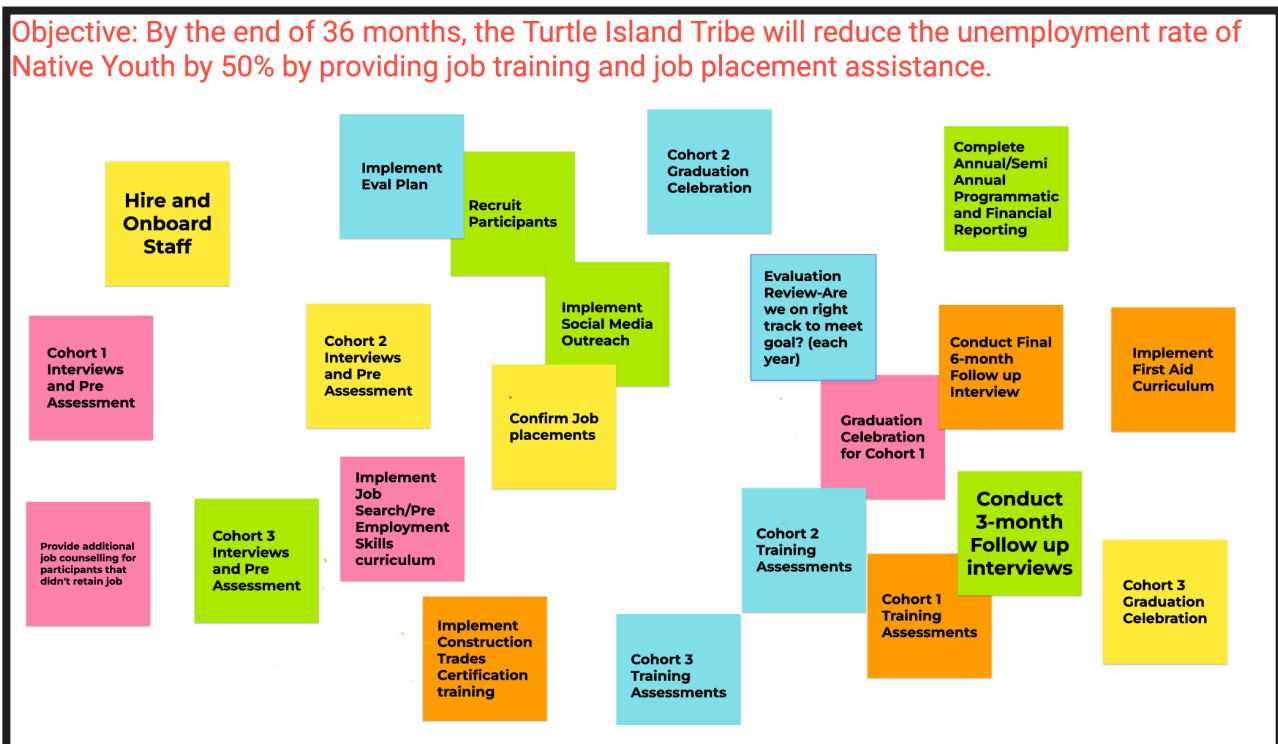 Objective: By the end of 36 months, the Turtle Island Tribe will reduce the unemployment rate of
Native Youth by 50% by providing job training and job placement assistance.
Hire and
Onboard
Staff
Implement
Eval Plan
Recruit
Participants
Cohort 2
Graduation
Celebration
Complete
Annual/Semi
Annual
Programmatic
and Financial
Reporting
Implement
Social Media
Outreach
Evaluation
Review-Are
we on right
track to meet
goal? (each
year)
Cohort 1
Interviews
and Pre
Assessment
Cohort 2
Interviews
and Pre
Assessment
Confirm Job
placements
Graduation
Celebration
for Cohort 1
Conduct Final
6-month
Follow up
Interview
Implement
First Aid
Curriculum
Provide additional
job counselling for
participants that
didn't retain job
Cohort 3
Interviews
and Pre
Assessment
Implement
Job
Search/Pre
Employment
Skills
curriculum
Cohort 2
Training
Assessments
Conduct
3-month
Follow up
interviews
Implement
Construction
Trades
Certification
training
Cohort 3
Training
Assessments
Cohort 1
Training
Assessments
Cohort 3
Graduation
Celebration